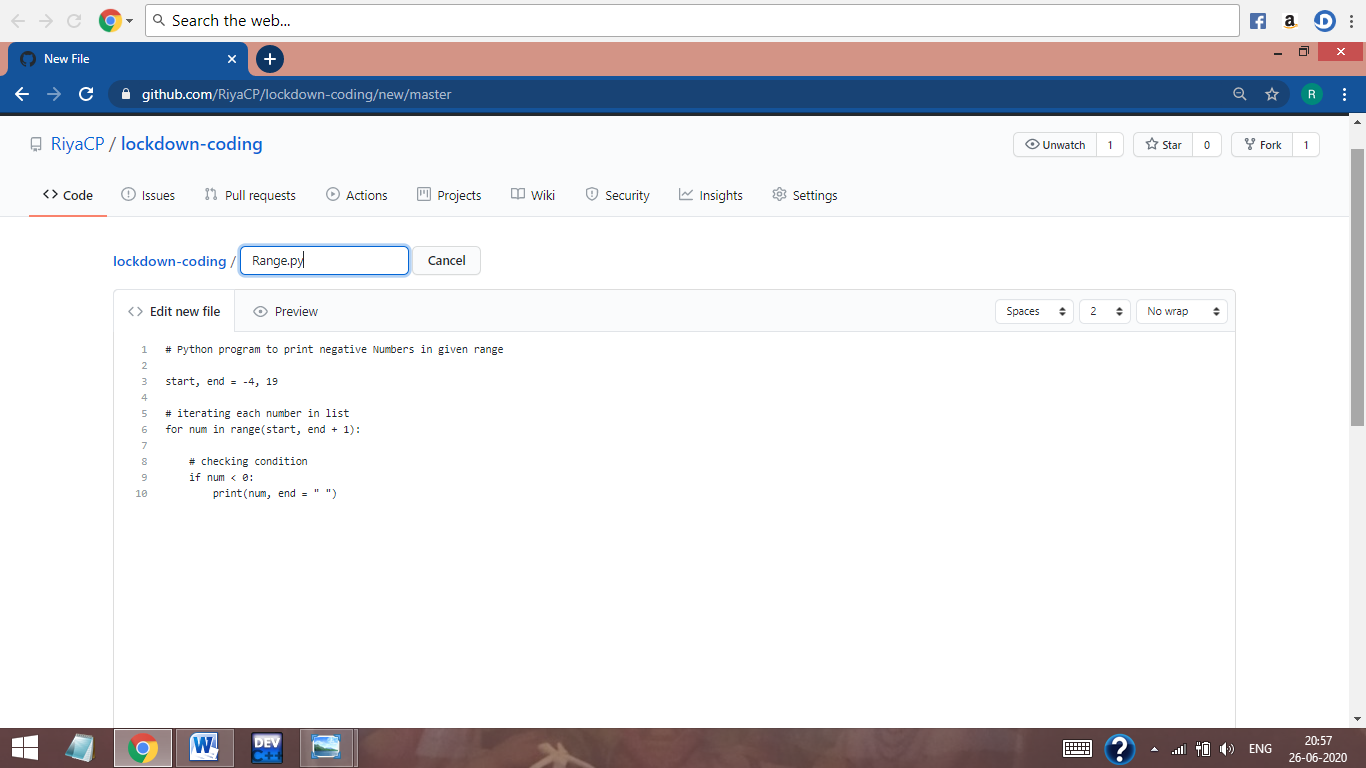 Search the web...
New File
github.com/RiyaCP/lockdown-coding/new/master
R
RiyaCP / lockdown-coding
Unwatch 1 Star 0 Fork 1
Code Issues Pull requests Actions Projects Wiki Security Insights Settings
lockdown-coding / Range.py Cancel
Edit new file Preview Spaces 2 No wrap
1 # Python program to print negative Numbers in given range
2
3 start, end = -4, 19
4
5 # iterating each number in list
6 for num in range(start, end + 1):
7
8     # checking condition
9     if num < 0:
10         print(num, end = " ")
DEV C++
ENG
20:57
26-06-2020